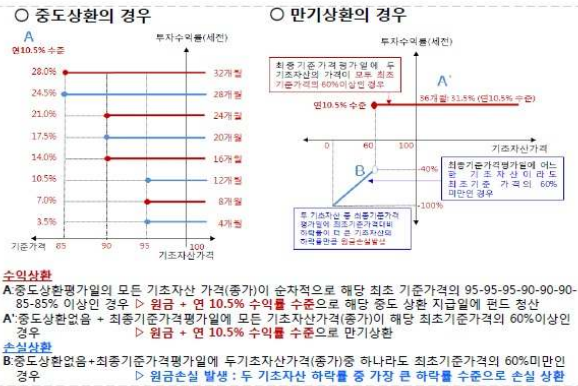 ○ 중도상환의 경우
A
연10.5% 수준
투자수익률(세전)
28.0%
32개월
24.5%
28개월
21.0%
24개월
17.5%
20개월
14.0%
16개월
10.5%
12개월
7.0%
8개월
3.5%
4개월
기준가격 85 90 95 100
기초자산 가격
○ 만기상환의 경우
투자수익률(세전)
최종기준가격평가일에 두
기초자산의 가격이 모두 최초
기준가격의 60%이상인 경우
A'
연10.5% 수준
36개월: 31.5% (연10.5% 수준)
0 60 100
기초자산가격
B
-40%
-100%
최종기준가격평가일에 어느
한 기초자산이라도
최초기준 가격의 60%
미만인 경우
두 기초자산 중 최종기준가격
평가일에 최초기준가격대비
하락률이 더 큰 기초자산의
하락률만큼 원금손실발생
수익상환
A:중도상환평가일의 모든 기초자산 가격(종가)이 순차적으로 해당 최초 기준가격의 95-95-95-90-90-90-
85-85% 이상인 경우 ▷ 원금 + 연 10.5% 수익률 수준으로 해당 중도 상환 지급일에 펀드 청산
A':중도상환없음 + 최종기준가격평가일에 모든 기초자산가격(종가)이 해당 최초기준가격의 60%이상인
경우 ▷ 원금 + 연 10.5% 수익률 수준으로 만기상환
손실상환
B:중도상환없음+최종기준가격평가일에 두기초자산가격(종가)중 하나라도 최초기준가격의 60%미만인
경우 ▷ 원금손실 발생 : 두 기초자산 하락률 중 가장 큰 하락률 수준으로 손실 상환